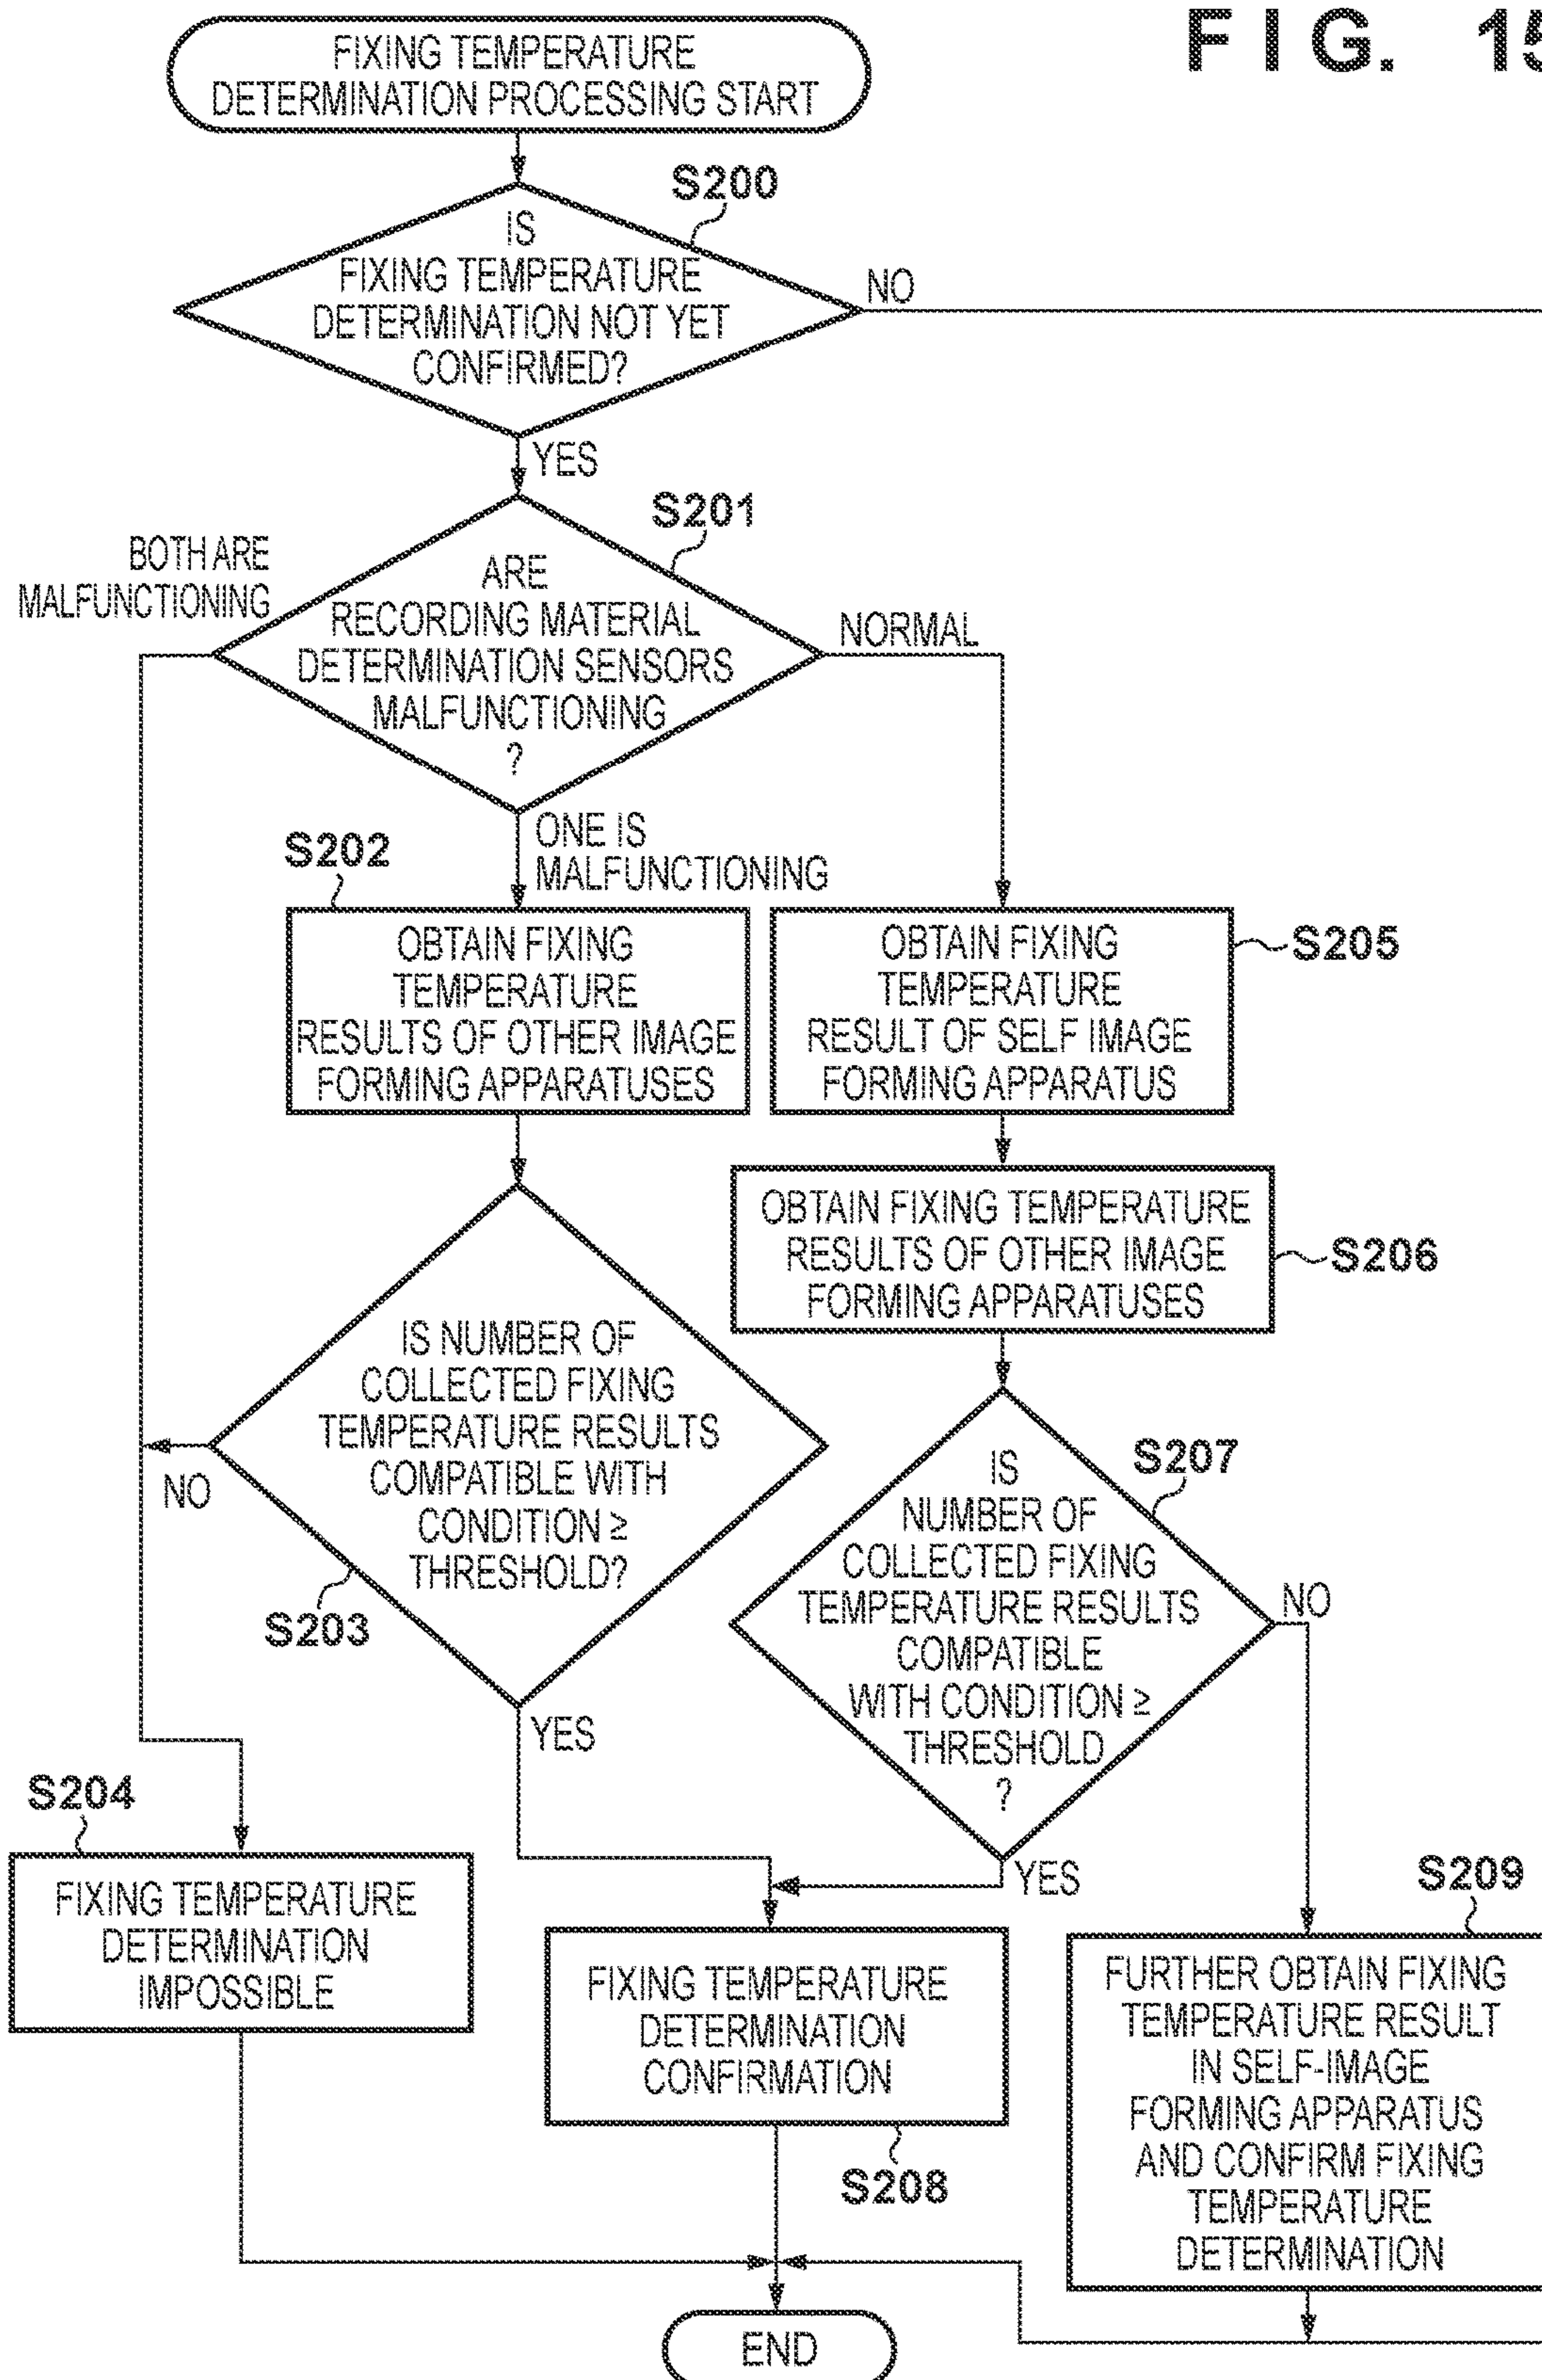 FIG. 15
FIXING TEMPERATURE
DETERMINATION PROCESSING START
S200
IS
FIXING TEMPERATURE
DETERMINATION NOT YET
CONFIRMED?
NO
YES
S201
BOTH ARE
MALFUNCTIONING
ARE
RECORDING MATERIAL
DETERMINATION SENSORS
MALFUNCTIONING
?
NORMAL
ONE IS
MALFUNCTIONING
S202
OBTAIN FIXING
TEMPERATURE
RESULTS OF OTHER IMAGE
FORMING APPARATUSES
OBTAIN FIXING
TEMPERATURE
RESULT OF SELF IMAGE
FORMING APPARATUS
S205
OBTAIN FIXING TEMPERATURE
RESULTS OF OTHER IMAGE
FORMING APPARATUSES
S206
IS NUMBER OF
COLLECTED FIXING
TEMPERATURE RESULTS
COMPATIBLE WITH
CONDITION ≥
THRESHOLD?
NO
S203
YES
S207
IS
NUMBER OF
COLLECTED FIXING
TEMPERATURE RESULTS
COMPATIBLE
WITH CONDITION ≥
THRESHOLD
?
NO
YES
S204
FIXING TEMPERATURE
DETERMINATION
IMPOSSIBLE
FIXING TEMPERATURE
DETERMINATION
CONFIRMATION
S208
S209
FURTHER OBTAIN FIXING
TEMPERATURE RESULT
IN SELF-IMAGE
FORMING APPARATUS
AND CONFIRM FIXING
TEMPERATURE
DETERMINATION
END